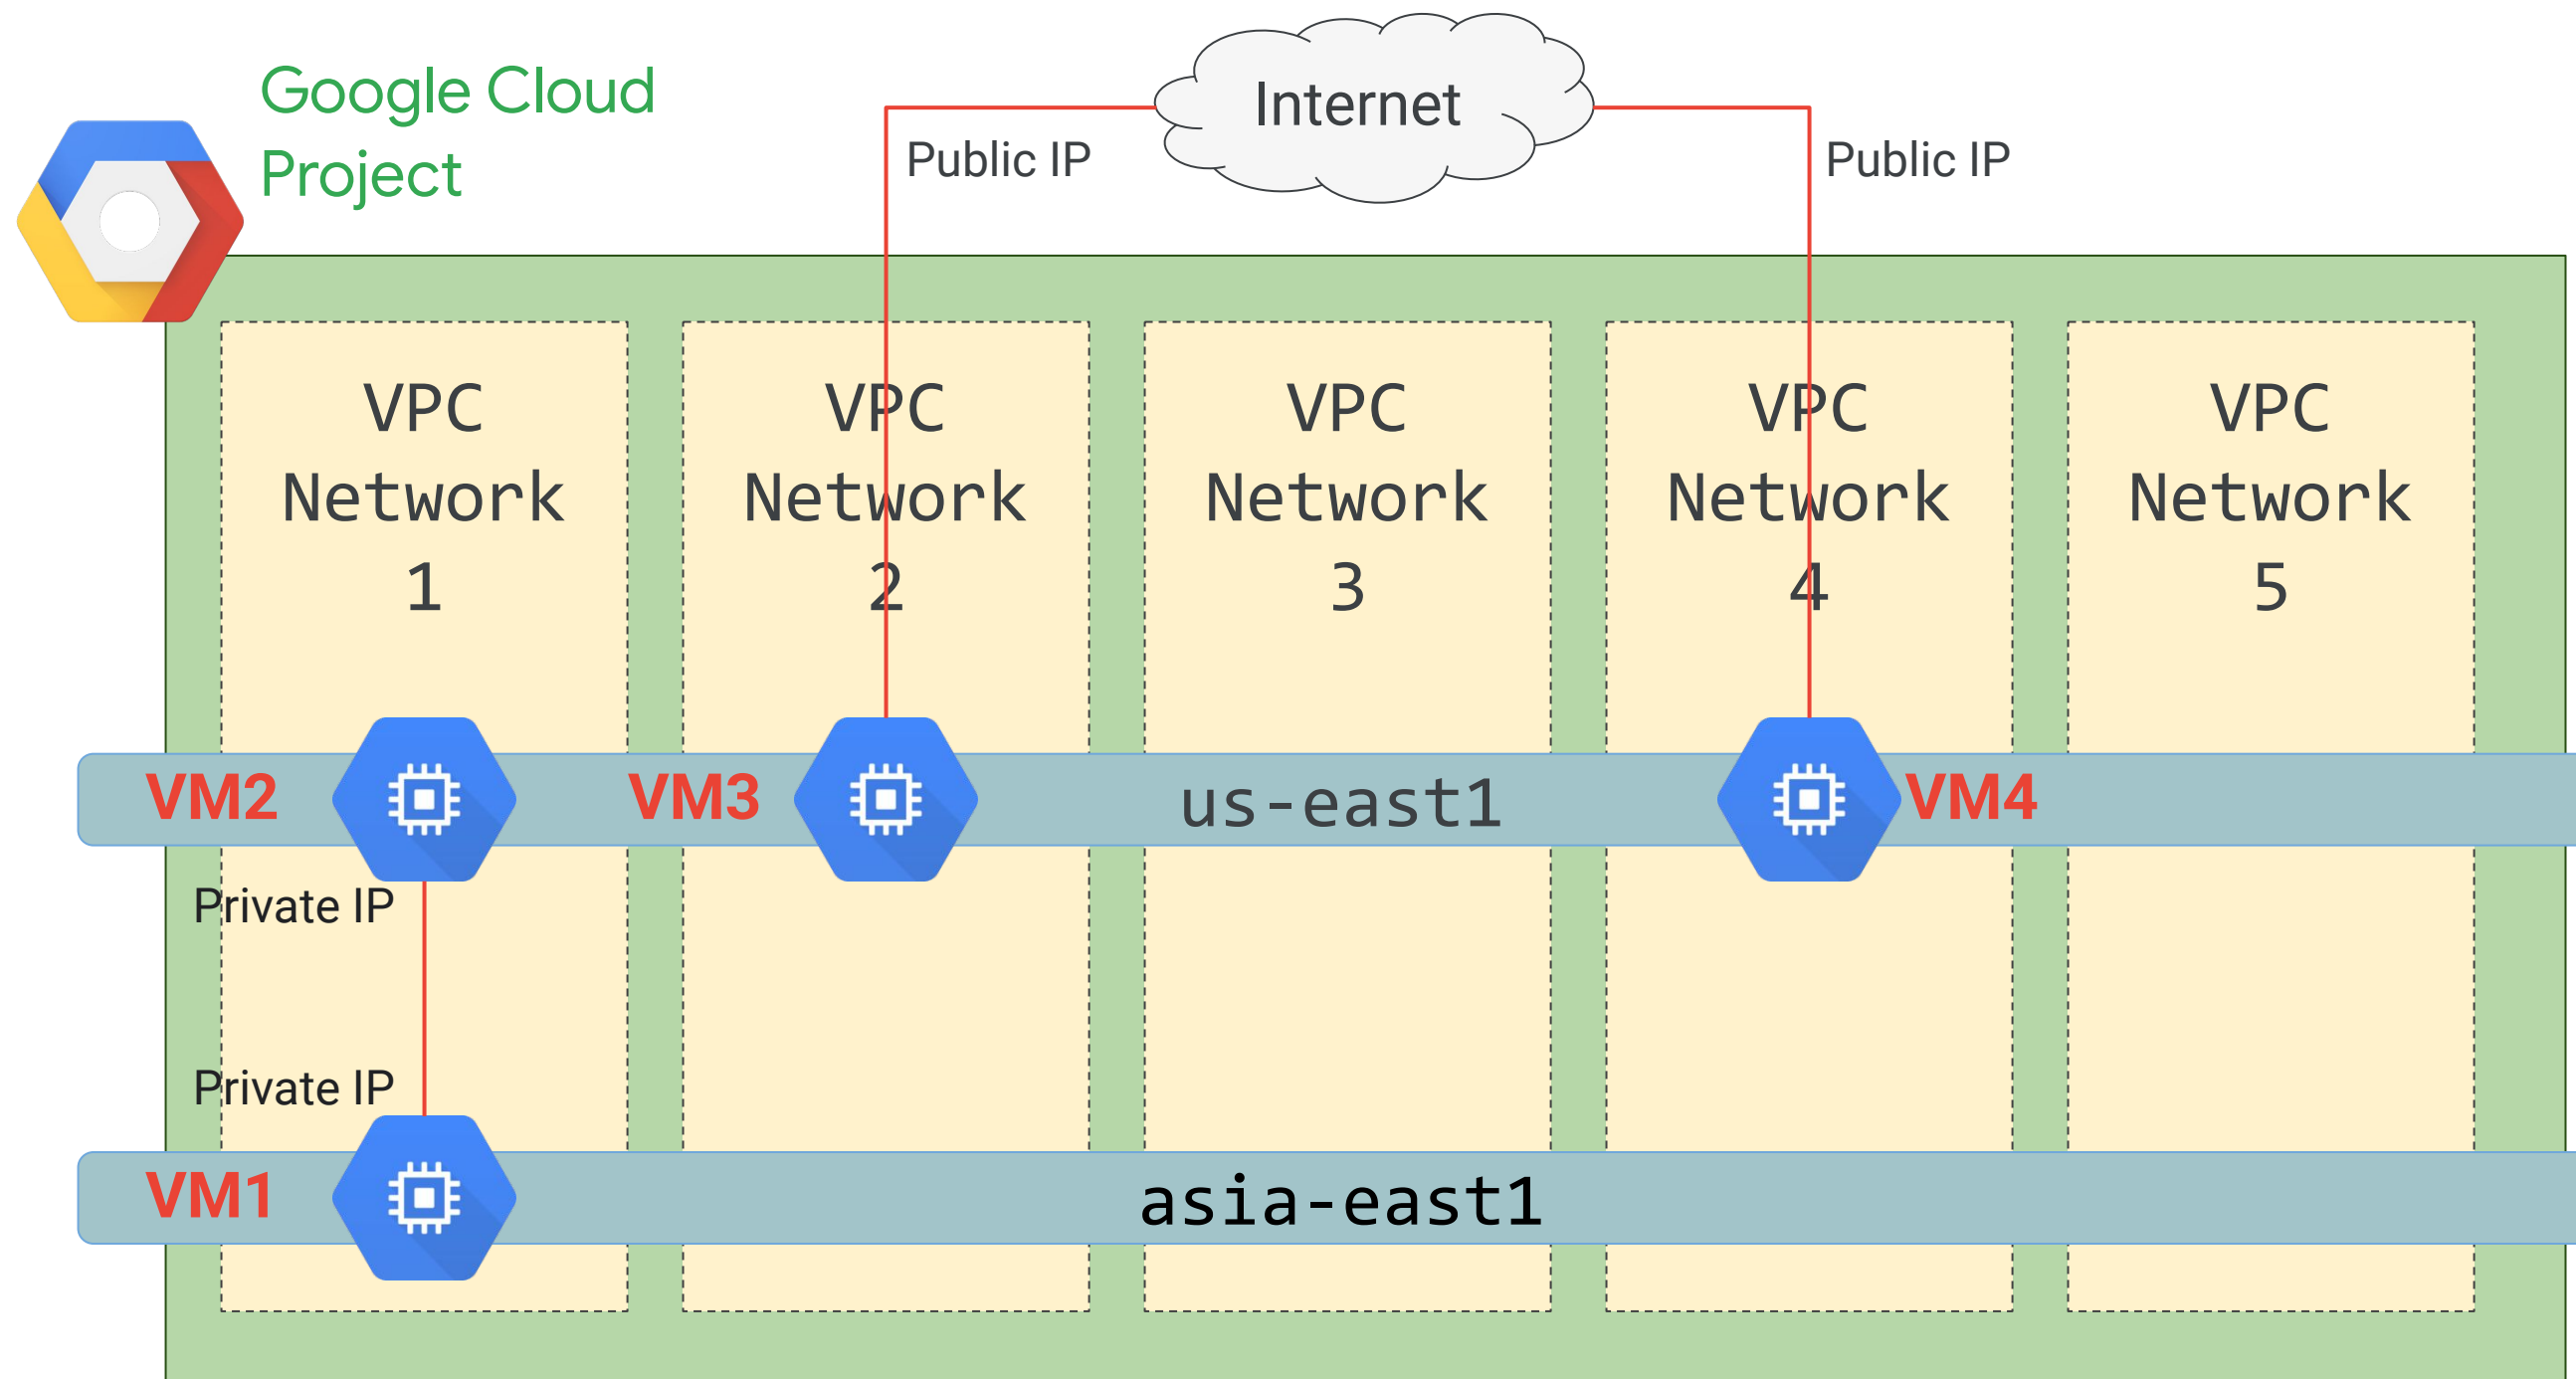 Google Cloud
Project
Internet
Public IP
Public IP
VPC
Network
1
VPC
Network
2
VPC
Network
3
VPC
Network
4
VPC
Network
5
VM2
VM3
us-east1
VM4
Private IP
Private IP
VM1
asia-east1